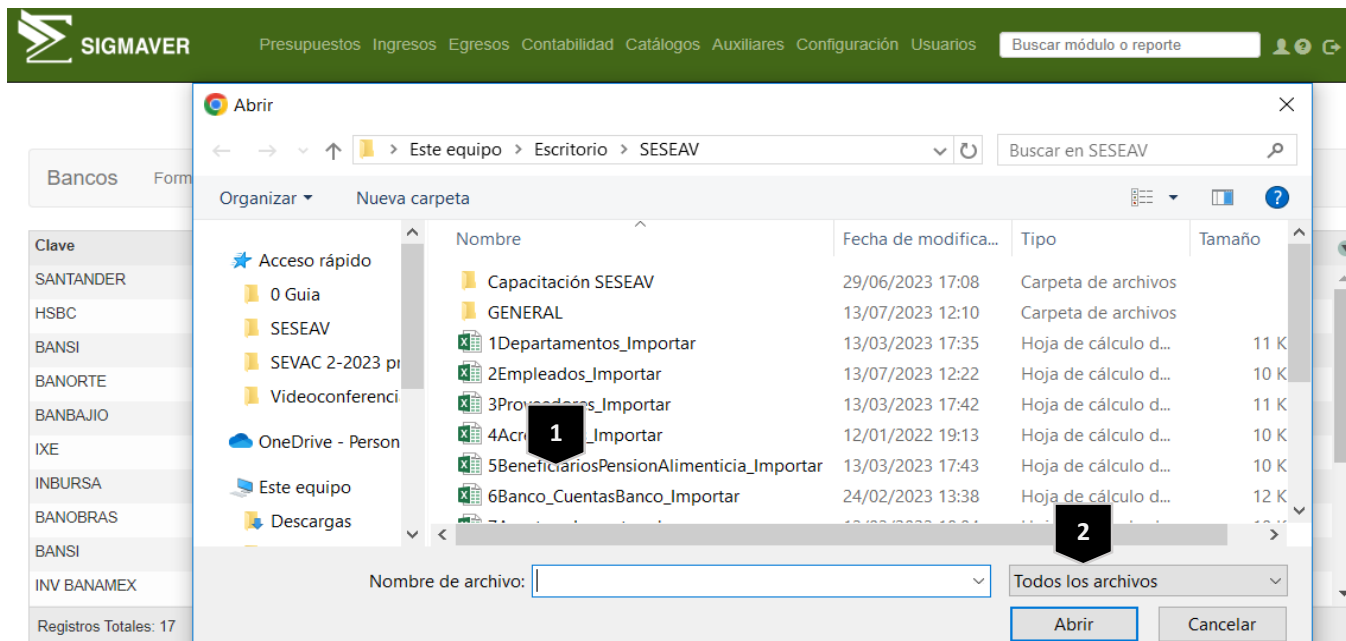 SIGMAVER
Presupuestos Ingresos Egresos Contabilidad Catálogos Auxiliares Configuración Usuarios
Buscar módulo o reporte
Abrir
Este equipo > Escritorio > SESEAV
Buscar en SESEAV
Bancos Form
Organizar
Nueva carpeta
Nombre Fecha de modifica... Tipo Tamaño
Clave
SANTANDER
HSBC
BANSI
BANORTE
BANBAJIO
IXE
INBURSA
BANOBRAS
BANSI
INV BANAMEX
Registros Totales: 17
Acceso rápido
0 Guia
SESEAV
SEVAC 2-2023 pr
Videoconferenci
OneDrive - Person
Este equipo
Descargas
Capacitación SESEAV 29/06/2023 17:08 Carpeta de archivos
GENERAL 13/07/2023 12:10 Carpeta de archivos
1Departamentos_Importar 13/03/2023 17:35 Hoja de cálculo d... 11 K
2Empleados_Importar 13/07/2023 12:22 Hoja de cálculo d... 10 K
3Proveedores_Importar 13/03/2023 17:42 Hoja de cálculo d... 11 K
4Acre _Importar 12/01/2022 19:13 Hoja de cálculo d... 10 K
5BeneficiariosPensionAlimenticia_Importar 13/03/2023 17:43 Hoja de cálculo d... 10 K
6Banco_CuentasBanco_Importar 24/02/2023 13:38 Hoja de cálculo d... 12 K
1
2
Nombre de archivo:
Todos los archivos
Abrir
Cancelar